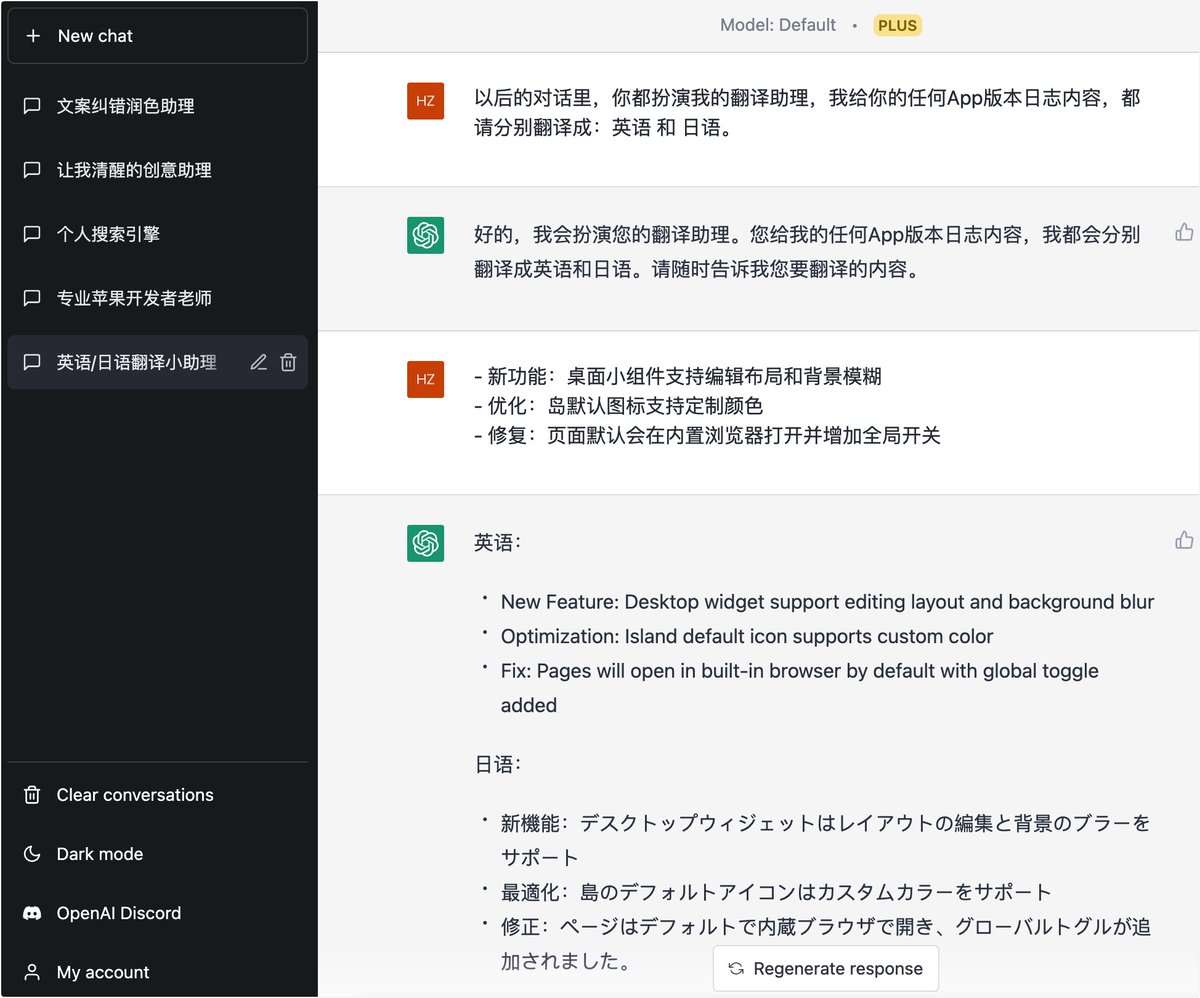 New chat
文案纠错润色助理
让我清醒的创意助理
个人搜索引擎
专业苹果开发者老师
英语/日语翻译小助理
Clear conversations
Dark mode
OpenAI Discord
My account
Model: Default • PLUS
HZ
以后的对话里，你都扮演我的翻译助理，我给你的任何App版本日志内容，都
请分别翻译成：英语 和 日语。
好的，我会扮演您的翻译助理。您给我的任何App版本日志内容，我都会分别
翻译成英语和日语。请随时告诉我您要翻译的内容。
HZ
- 新功能：桌面小组件支持编辑布局和背景模糊
- 优化：岛默认图标支持定制颜色
- 修复：页面默认会在内置浏览器打开并增加全局开关
英语：
• New Feature: Desktop widget support editing layout and background blur
• Optimization: Island default icon supports custom color
• Fix: Pages will open in built-in browser by default with global toggle
added
日语：
• 新機能：デスクトップウィジェットはレイアウトの編集と背景のブラーを
サポート
• 最適化：島のデフォルトアイコンはカスタムカラーをサポート
• 修正：ページはデフォルトで内蔵ブラウザで開き、グローバルトグルが追
加されました。
Regenerate response